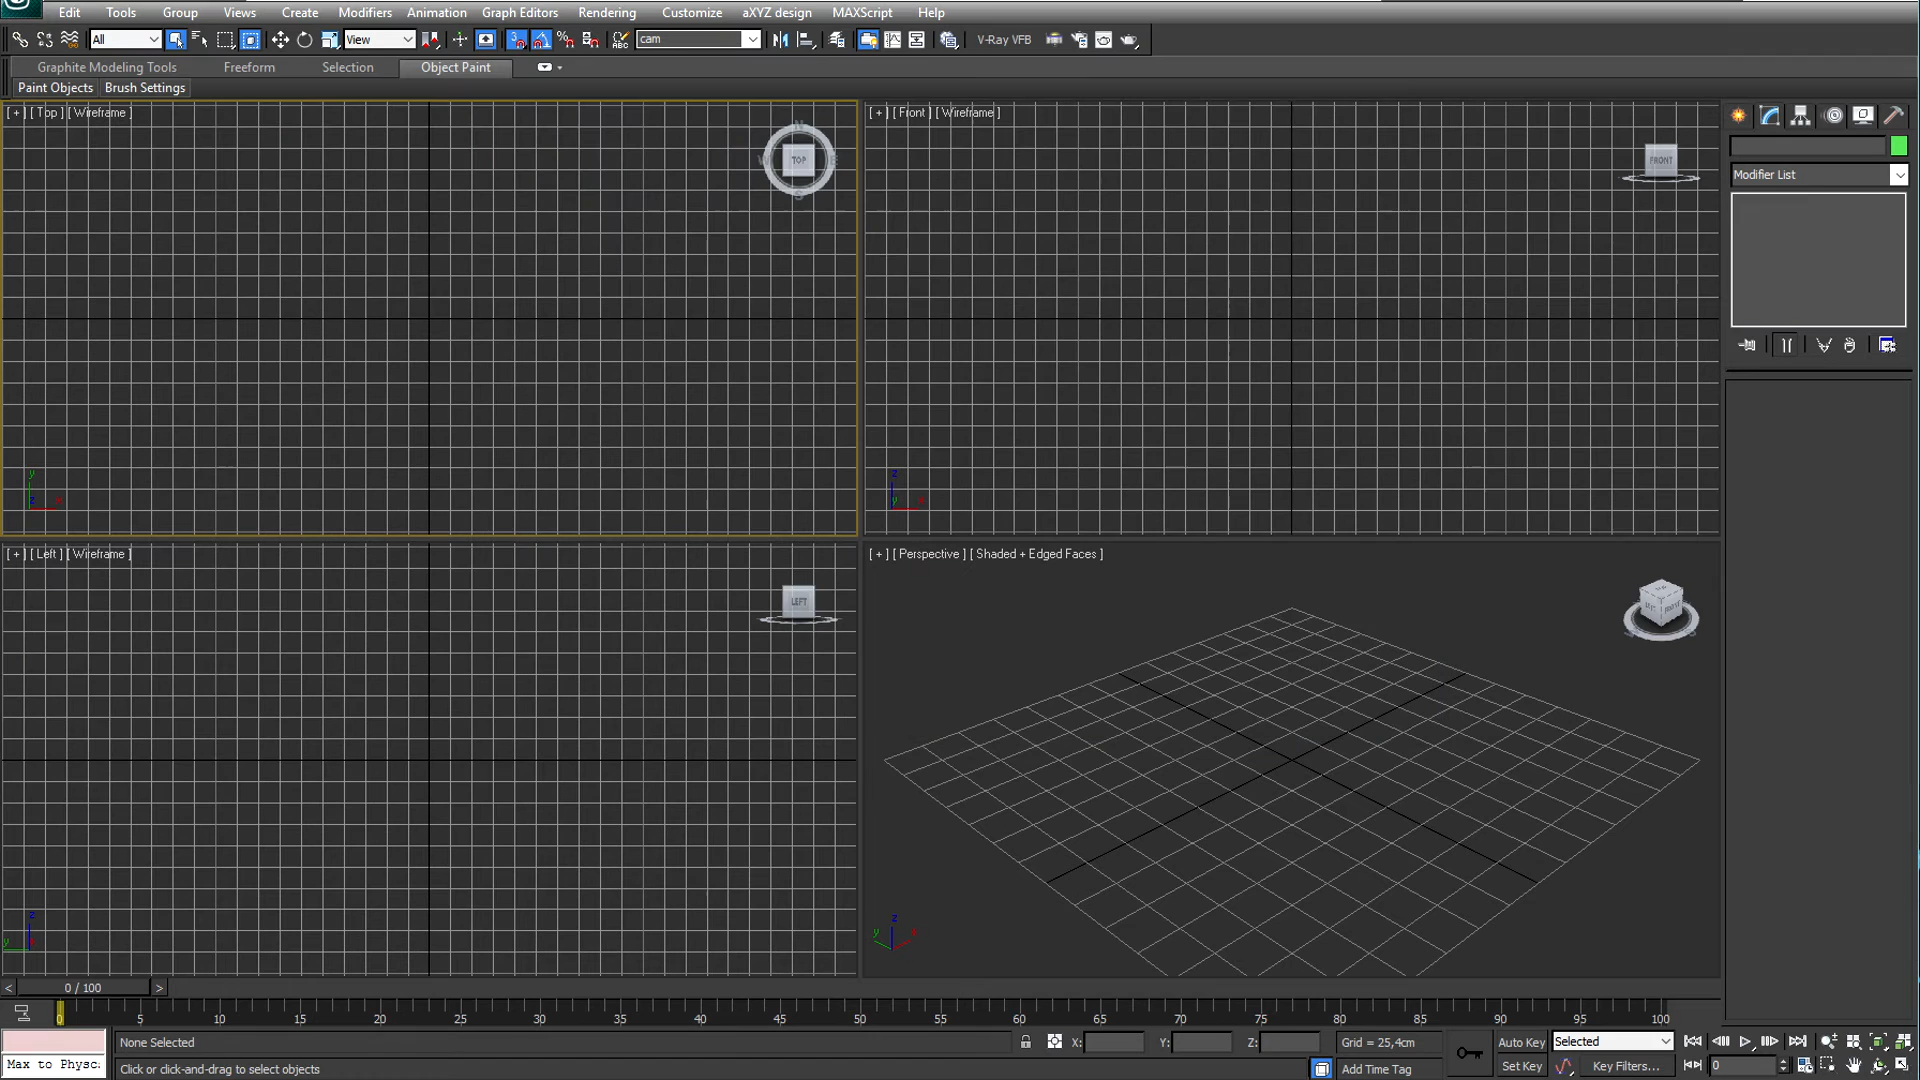 Edit Tools Group Views Create Modifiers Animation Graph Editors Rendering Customize aXYZ design MAXScript Help
All View cam V-Ray VFB
Graphite Modeling Tools Freeform Selection Object Paint
Paint Objects Brush Settings
[ + ] [ Top ] [ Wireframe ]
N
W TOP E
S
[ + ] [ Front ] [ Wireframe ]
FRONT
Modifier List
y
z x
z
y x
[ + ] [ Left ] [ Wireframe ]
LEFT
[ + ] [ Perspective ] [ Shaded + Edged Faces ]
TOP
LEFT FRONT
z
y x
z
y x
< 0 / 100 >
0 5 10 15 20 25 30 35 40 45 50 55 60 65 70 75 80 85 90 95 100
None Selected X: Y: Z: Grid = 25,4cm Auto Key Selected
Max to Physc: Click or click-and-drag to select objects Add Time Tag Set Key Key Filters... 0